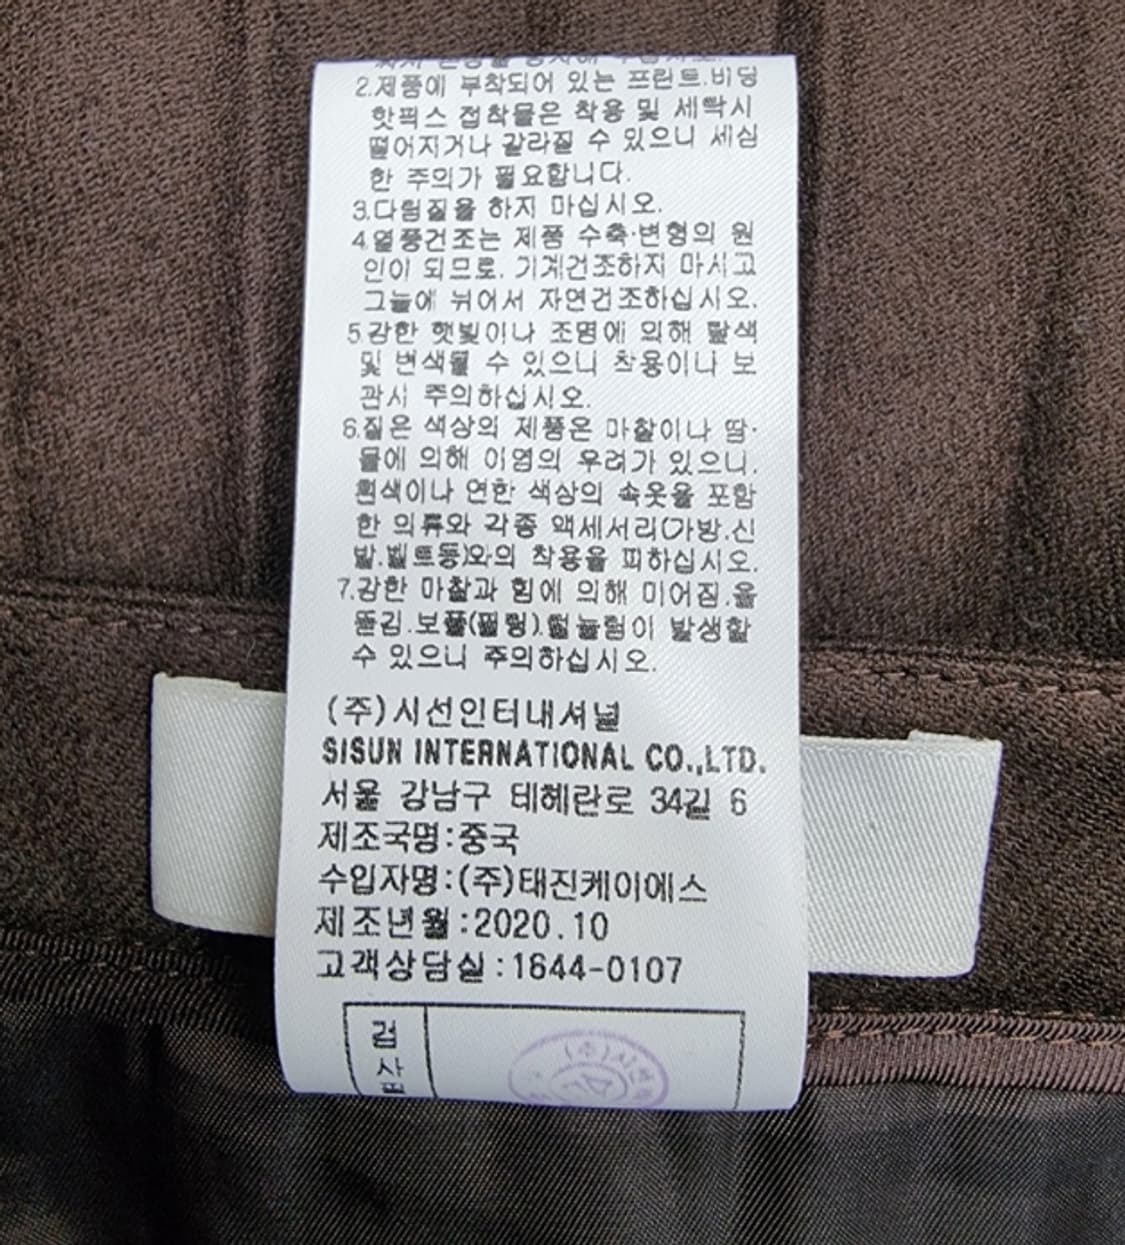 2.제품에 부착되어 있는 프린트.비딩
핫픽스 접착물은 착용 및 세탁시
떨어지거나 갈라질 수 있으니 세심
한 주의가 필요합니다.
3.다림질을 하지 마십시오.
4.열풍건조는 제품 수축·변형의 원
인이 되므로. 기계건조하지 마시고
그늘에 뉘어서 자연건조하십시오.
5.강한 햇빛이나 조명에 의해 탈색
및 변색될 수 있으니 착용이나 보
관시 주의하십시오.
6.짙은 색상의 제품은 마찰이나 땀·
물에 의해 이염의 우려가 있으니.
흰색이나 연한 색상의 속옷을 포함
한 의류와 각종 액세서리(가방.신
발.벨트등)와의 착용을 피하십시오.
7.강한 마찰과 힘에 의해 미어짐.올
뜯김.보풀(필링).털눌림이 발생할
수 있으니 주의하십시오.
(주)시선인터내셔널
SISUN INTERNATIONAL CO.,LTD.
서울 강남구 테헤란로 34길 6
제조국명:중국
수입자명:(주)태진케이에스
제조년월:2020.10
고객상담실:1644-0107
검
사
(주)시선